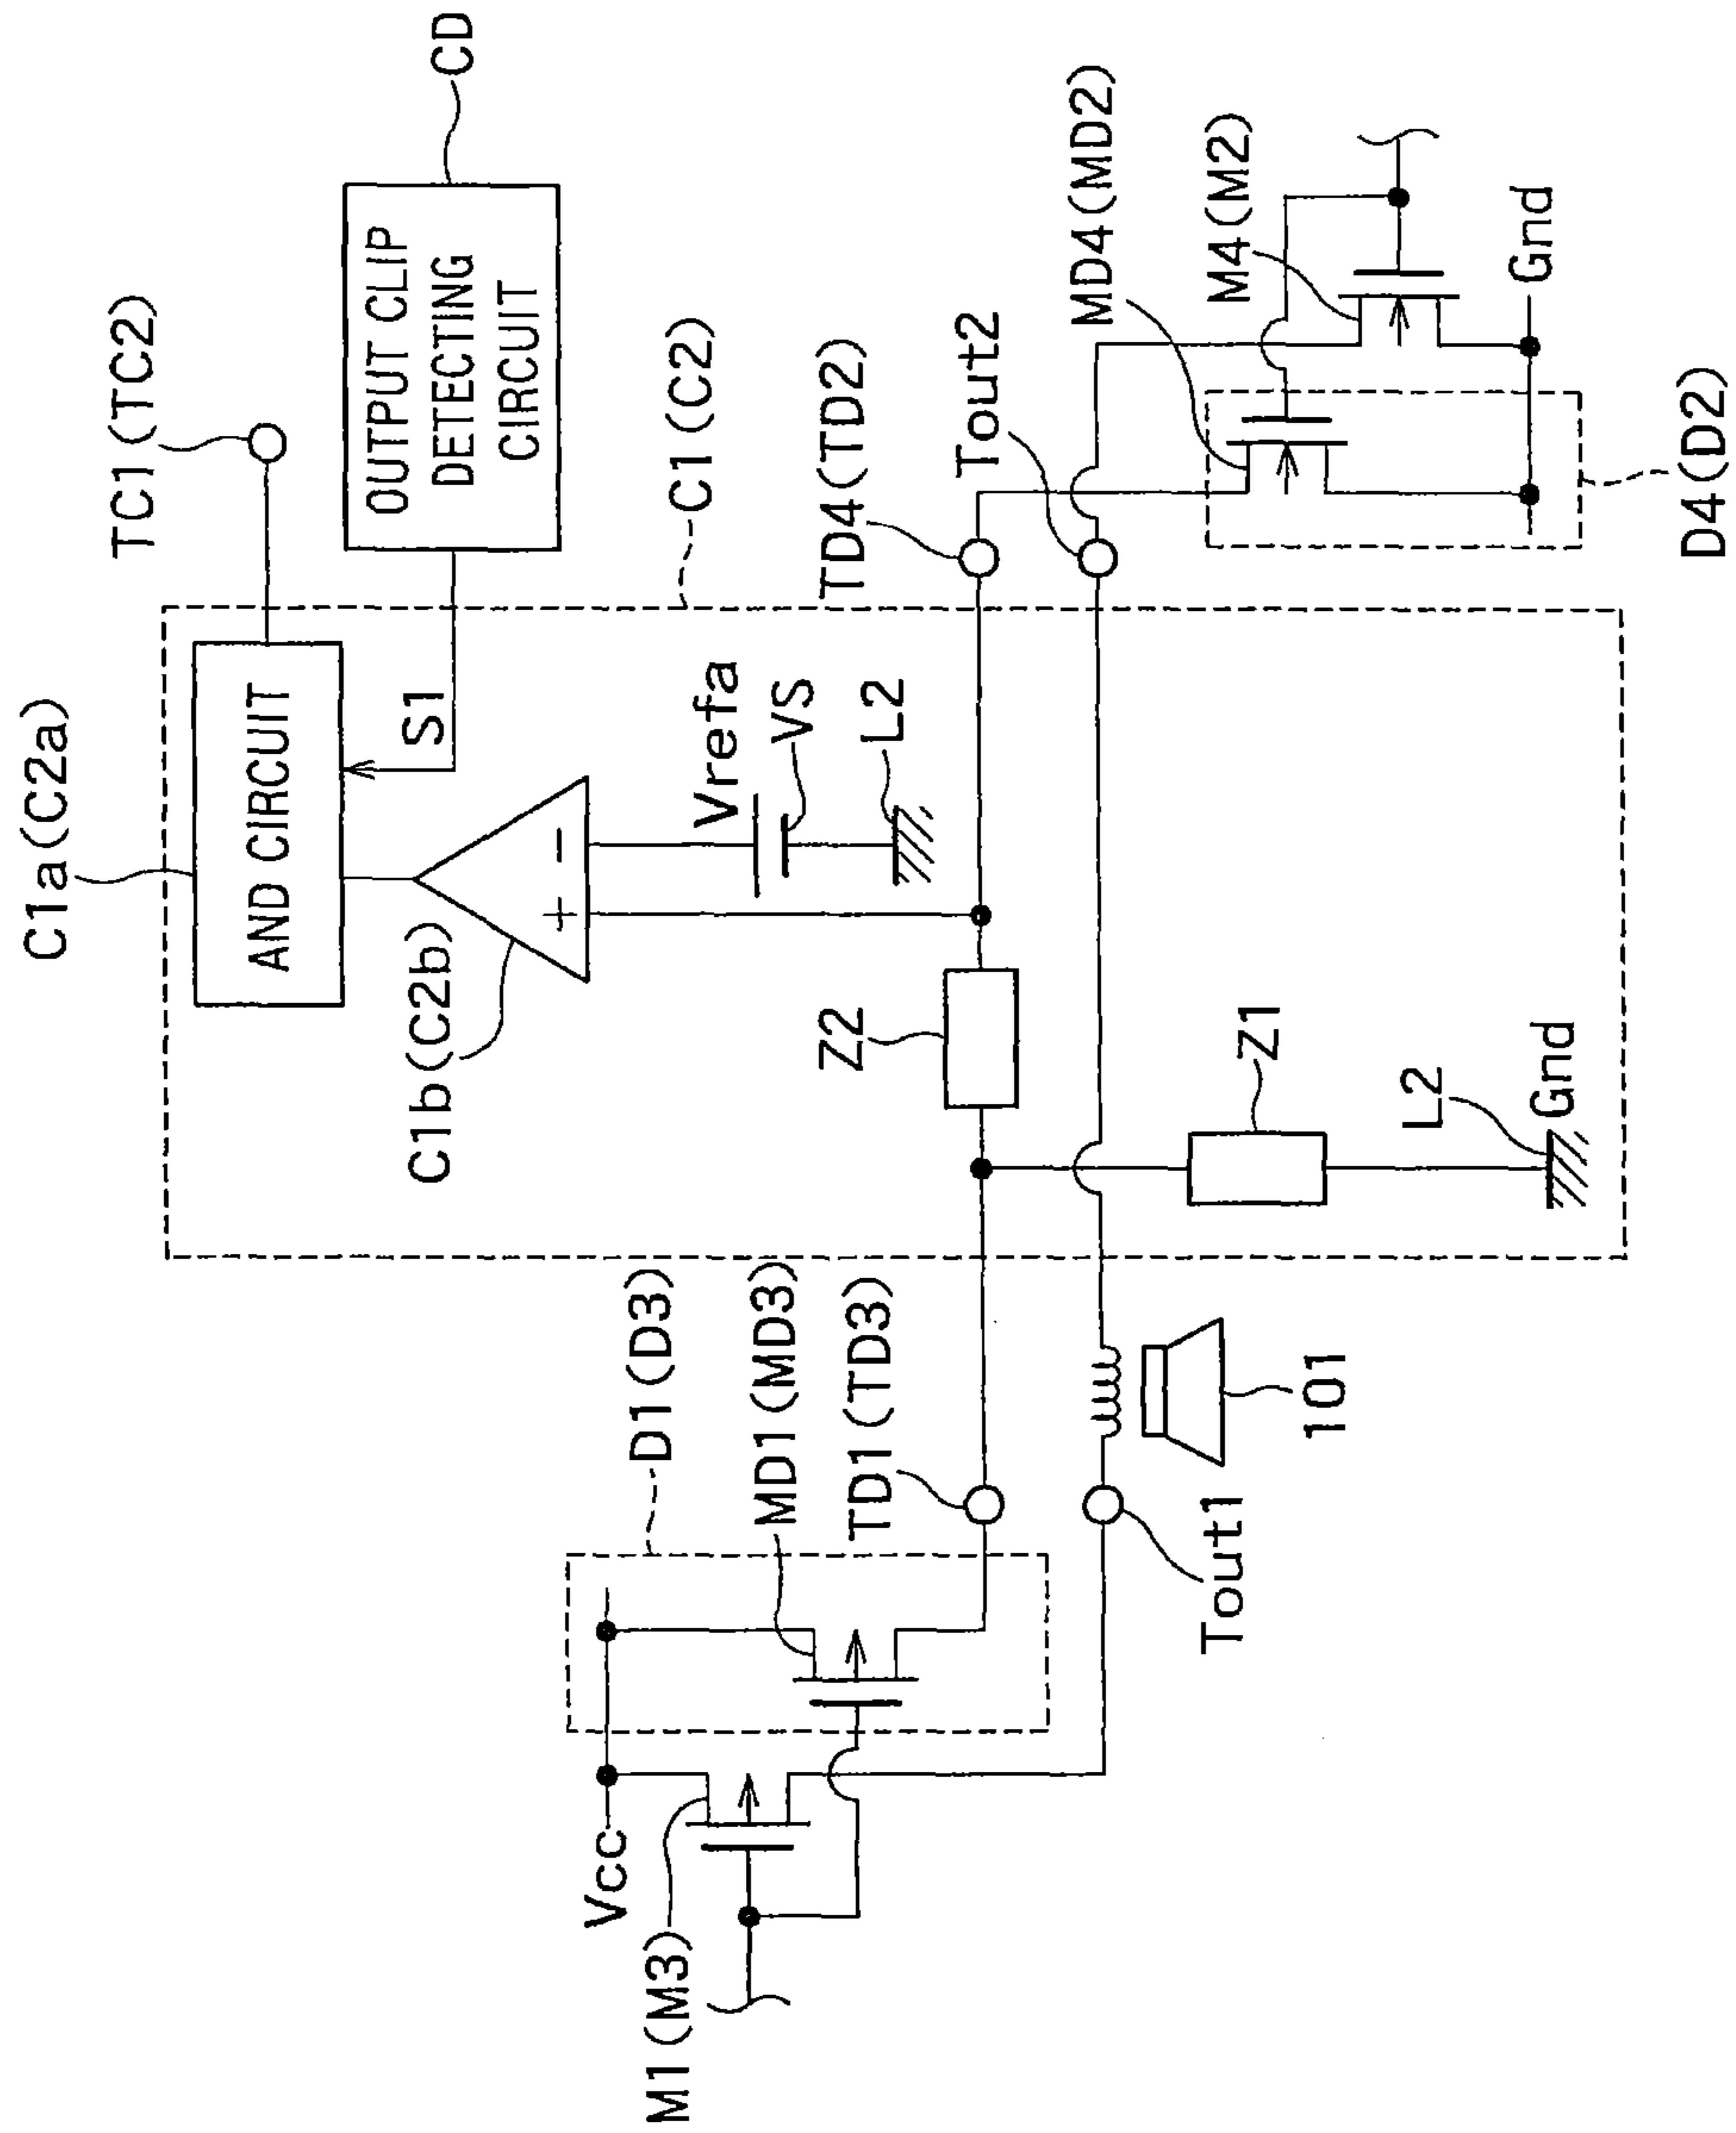 C1a(C2a)
TC1(TC2)
CD
AND CIRCUIT
OUTPUT CLIP
DETECTING
CIRCUIT
S1
C1b(C2b)
C1(C2)
Vrefa
VS
L2
+
−
D1(D3)
MD1(MD3)
TD1(TD3)
Z2
TD4(TD2)
Tout2
MD4(MD2)
M4(M2)
Vcc
M1(M3)
Tout1
101
Z1
L2
Gnd
Gnd
D4(D2)